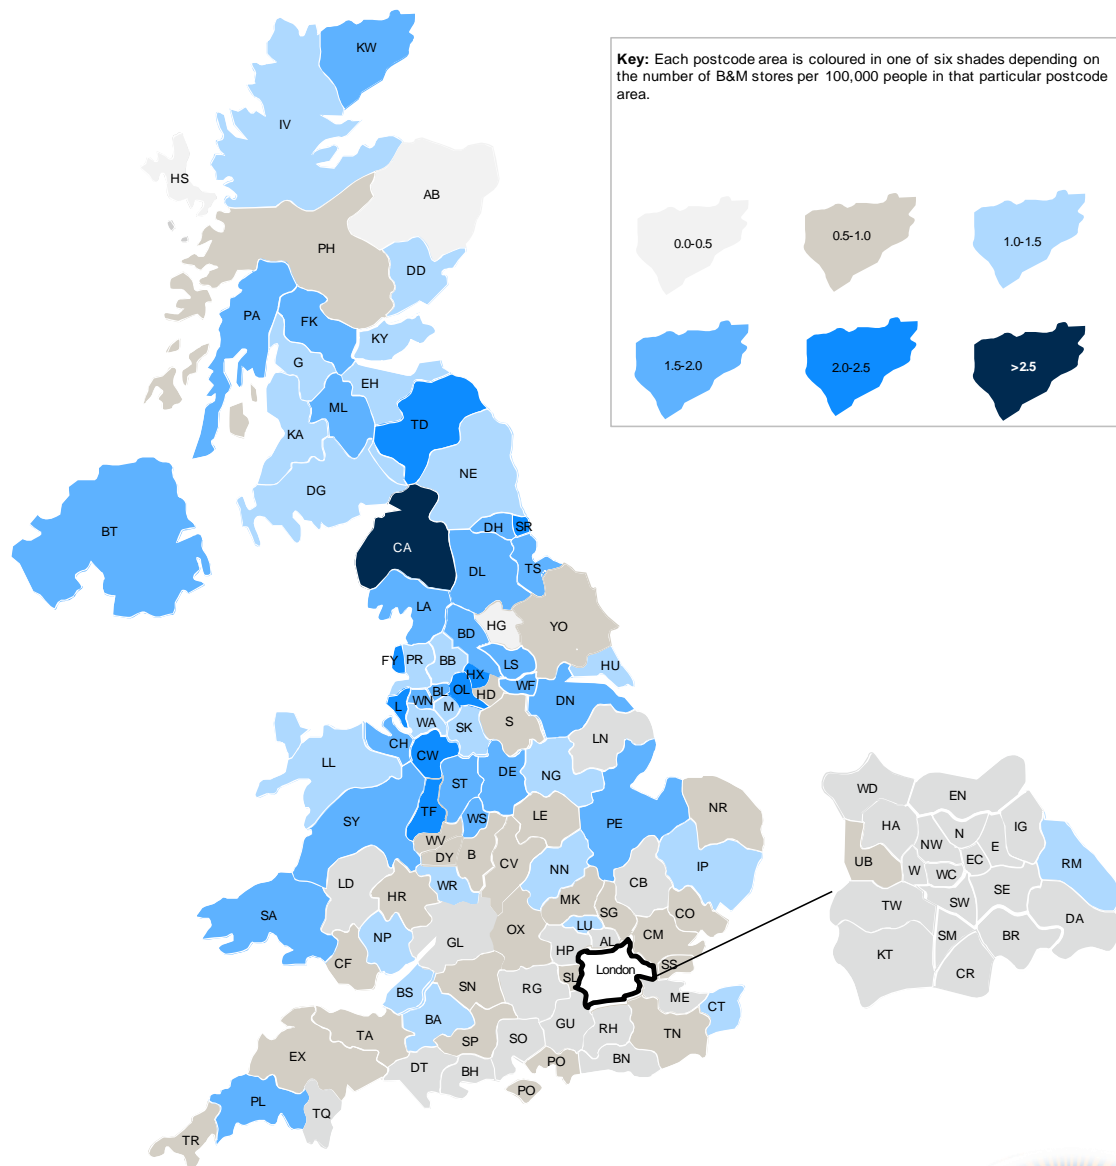 KW
Key: Each postcode area is coloured in one of six shades depending on
the number of B&M stores per 100,000 people in that particular postcode
area.
IV
HS
AB
0.0-0.5
0.5-1.0
1.0-1.5
PH
DD
PA
FK
KY
G
EH
ML
TD
KA
1.5-2.0
2.0-2.5
>2.5
NE
DG
BT
DH
SR
CA
DL
TS
LA
HG
YO
BD
FY
PR
BB
LS
HU
HX
BL
OL
HD
WF
WN
L
M
DN
WA
SK
S
LN
CH
CW
LL
ST
DE
NG
TF
WS
SY
LE
PE
NR
WV
DY
B
CV
NN
IP
LD
HR
WR
CB
MK
SG
CO
SA
NP
GL
OX
LU
CM
HP
AL
CF
London
SS
SL
BS
SN
RG
ME
CT
BA
GU
RH
TN
TA
SP
SO
EX
PO
BN
DT
BH
PO
PL
TQ
TR
WD
EN
HA
NW
N
IG
E
UB
EC
RM
W
WC
SE
TW
SW
DA
SM
BR
KT
CR